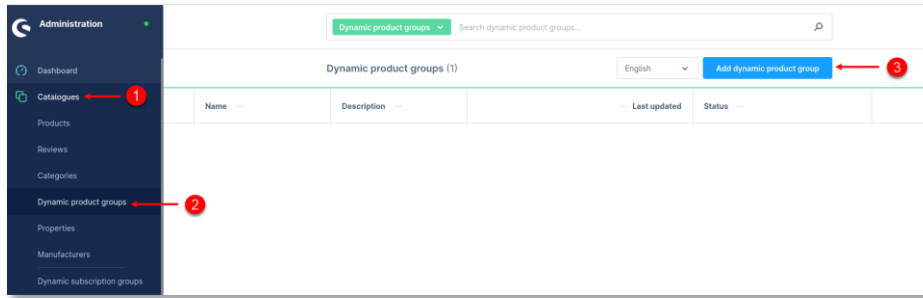 Administration
Dynamic product groups
Search dynamic product groups...
Dashboard
Dynamic product groups (1)
English
Add dynamic product group
3
Catalogues
1
Name
Description
Last updated
Status
Products
Reviews
Categories
Dynamic product groups
2
Properties
Manufacturers
Dynamic subscription groups